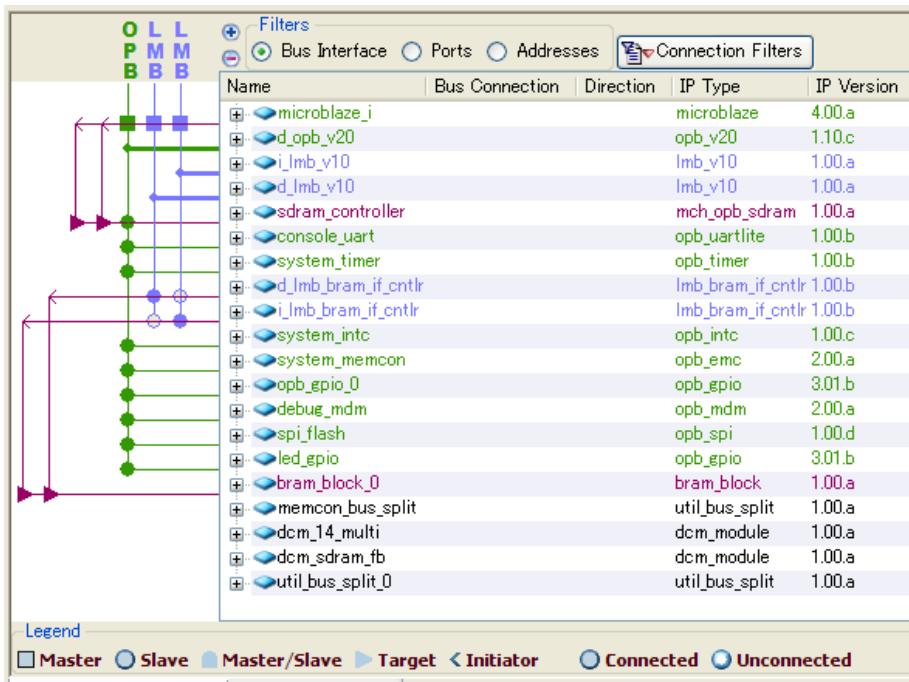 O L L
P M M
B B B
Filters
Bus Interface Ports Addresses Connection Filters
Name Bus Connection Direction IP Type IP Version
microblaze_i microblaze 4.00.a
d_opb_v20 opb_v20 1.10.c
i_lmb_v10 lmb_v10 1.00.a
d_lmb_v10 lmb_v10 1.00.a
sdram_controller mch_opb_sdram 1.00.a
console_uart opb_uartlite 1.00.b
system_timer opb_timer 1.00.b
d_lmb_bram_if_cntlr lmb_bram_if_cntlr 1.00.b
i_lmb_bram_if_cntlr lmb_bram_if_cntlr 1.00.b
system_intc opb_intc 1.00.c
system_memcon opb_emc 2.00.a
opb_gpio_0 opb_gpio 3.01.b
debug_mdm opb_mdm 2.00.a
spi_flash opb_spi 1.00.d
led_gpio opb_gpio 3.01.b
bram_block_0 bram_block 1.00.a
memcon_bus_split util_bus_split 1.00.a
dcm_14_multi dcm_module 1.00.a
dcm_sdram_fb dcm_module 1.00.a
util_bus_split_0 util_bus_split 1.00.a
Legend
Master Slave Master/Slave Target Initiator Connected Unconnected